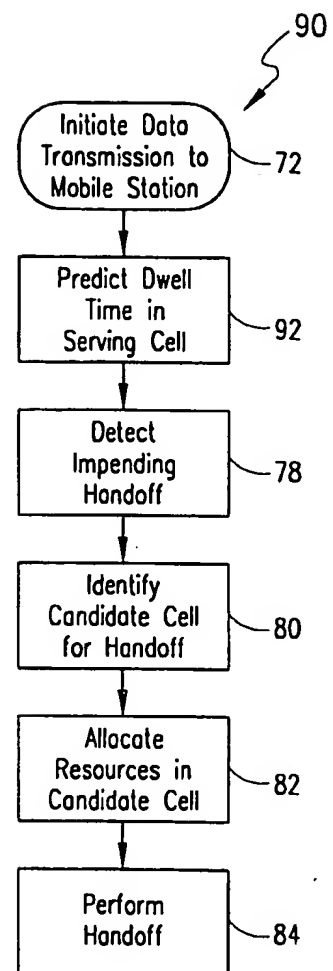 90
Initiate Data
Transmission to
Mobile Station
72
Predict Dwell
Time in
Serving Cell
92
Detect
Impending
Handoff
78
Identify
Candidate Cell
for Handoff
80
Allocate
Resources in
Candidate Cell
82
Perform
Handoff
84